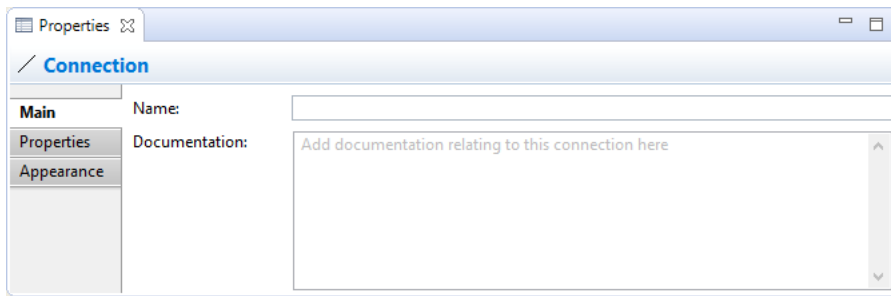 Properties
Connection
Main
Name:
Properties
Documentation:
Add documentation relating to this connection here
Appearance